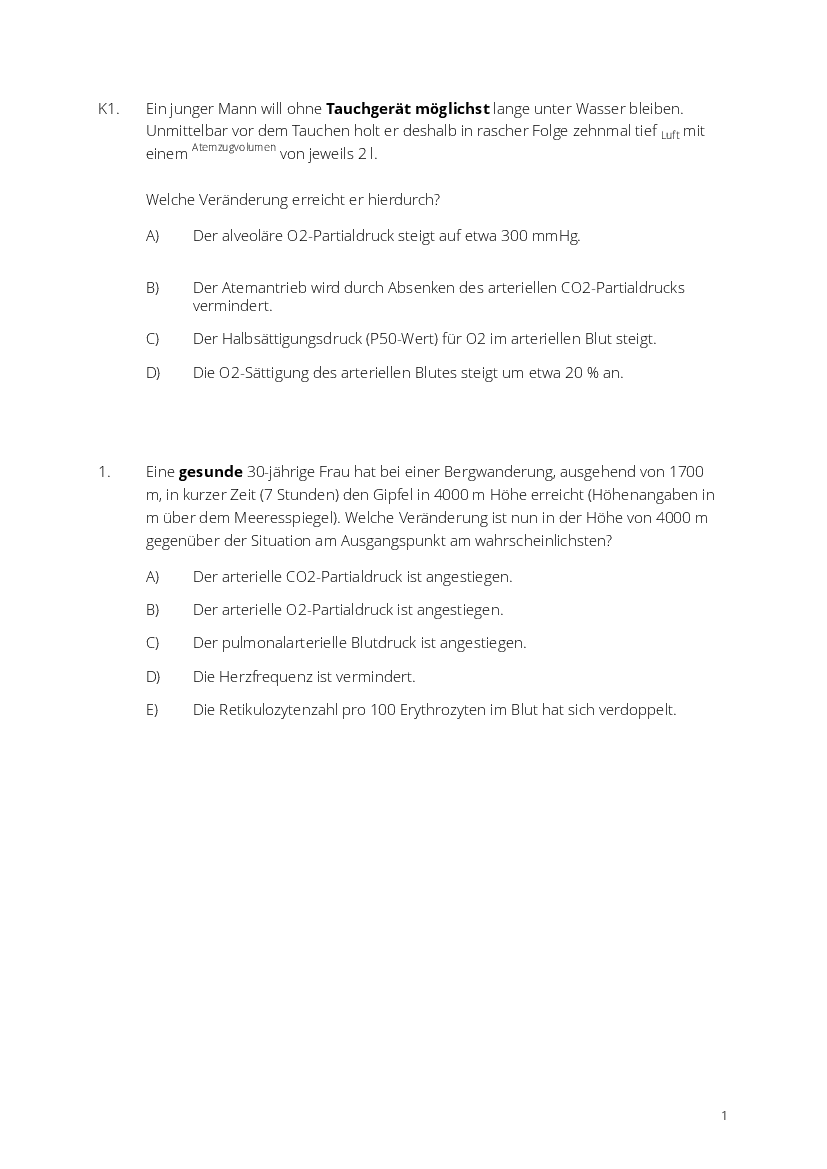 K1. Ein junger Mann will ohne Tauchgerät möglichst lange unter Wasser bleiben.
Unmittelbar vor dem Tauchen holt er deshalb in rascher Folge zehnmal tief Luft mit
einem Atemzugvolumen von jeweils 2 l.
Welche Veränderung erreicht er hierdurch?
A) Der alveoläre O2-Partialdruck steigt auf etwa 300 mmHg.
B) Der Atemantrieb wird durch Absenken des arteriellen CO2-Partialdrucks
vermindert.
C) Der Halbsättigungsdruck (P50-Wert) für O2 im arteriellen Blut steigt.
D) Die O2-Sättigung des arteriellen Blutes steigt um etwa 20 % an.
1. Eine gesunde 30-jährige Frau hat bei einer Bergwanderung, ausgehend von 1700
m, in kurzer Zeit (7 Stunden) den Gipfel in 4000 m Höhe erreicht (Höhenangaben in
m über dem Meeresspiegel). Welche Veränderung ist nun in der Höhe von 4000 m
gegenüber der Situation am Ausgangspunkt am wahrscheinlichsten?
A) Der arterielle CO2-Partialdruck ist angestiegen.
B) Der arterielle O2-Partialdruck ist angestiegen.
C) Der pulmonalarterielle Blutdruck ist angestiegen.
D) Die Herzfrequenz ist vermindert.
E) Die Retikulozytenzahl pro 100 Erythrozyten im Blut hat sich verdoppelt.
1